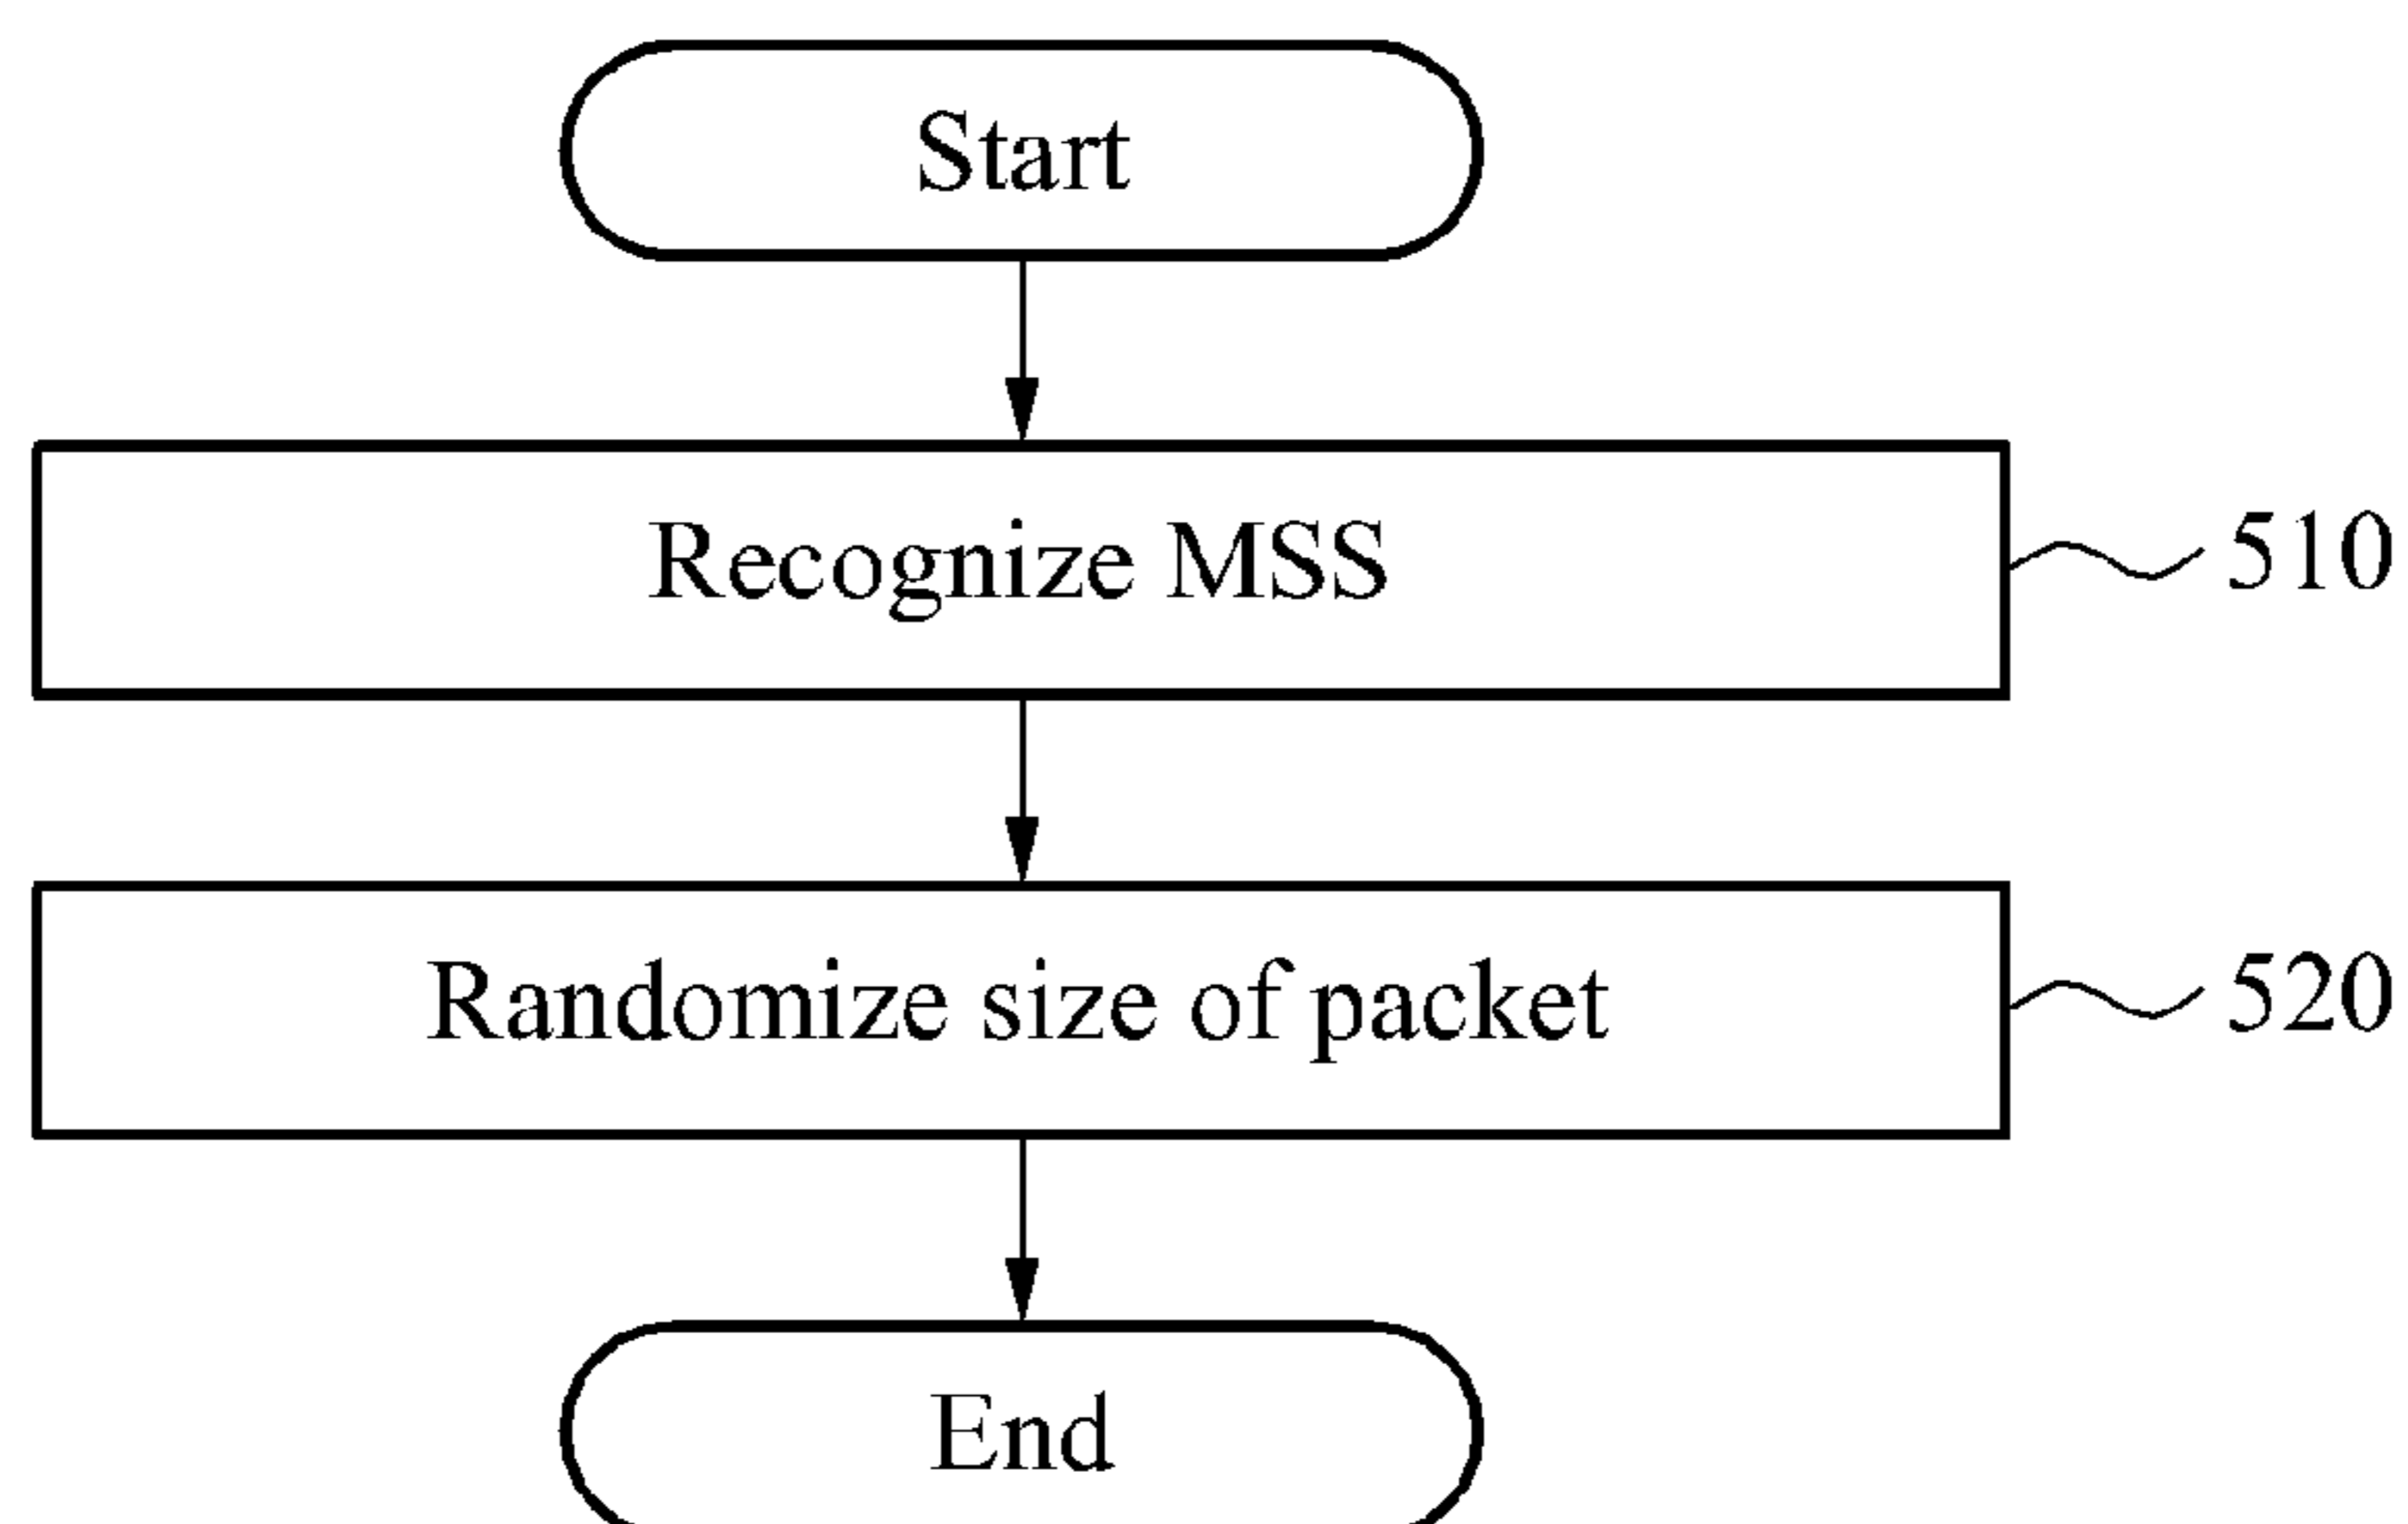 Start
Recognize MSS
510
Randomize size of packet
520
End